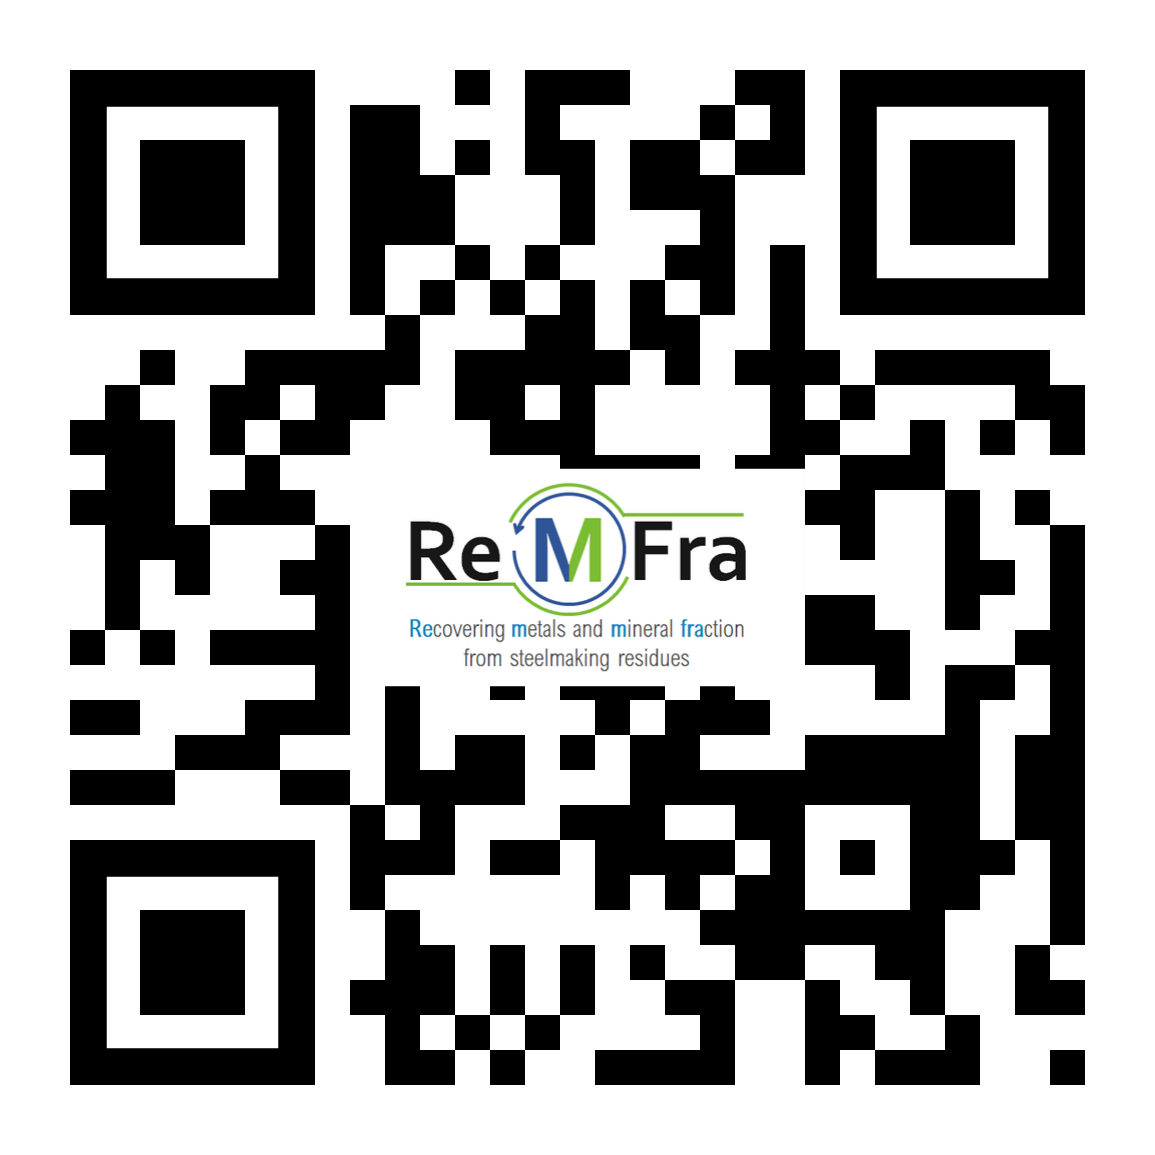 ReMFra
Recovering metals and mineral fraction
from steelmaking residues